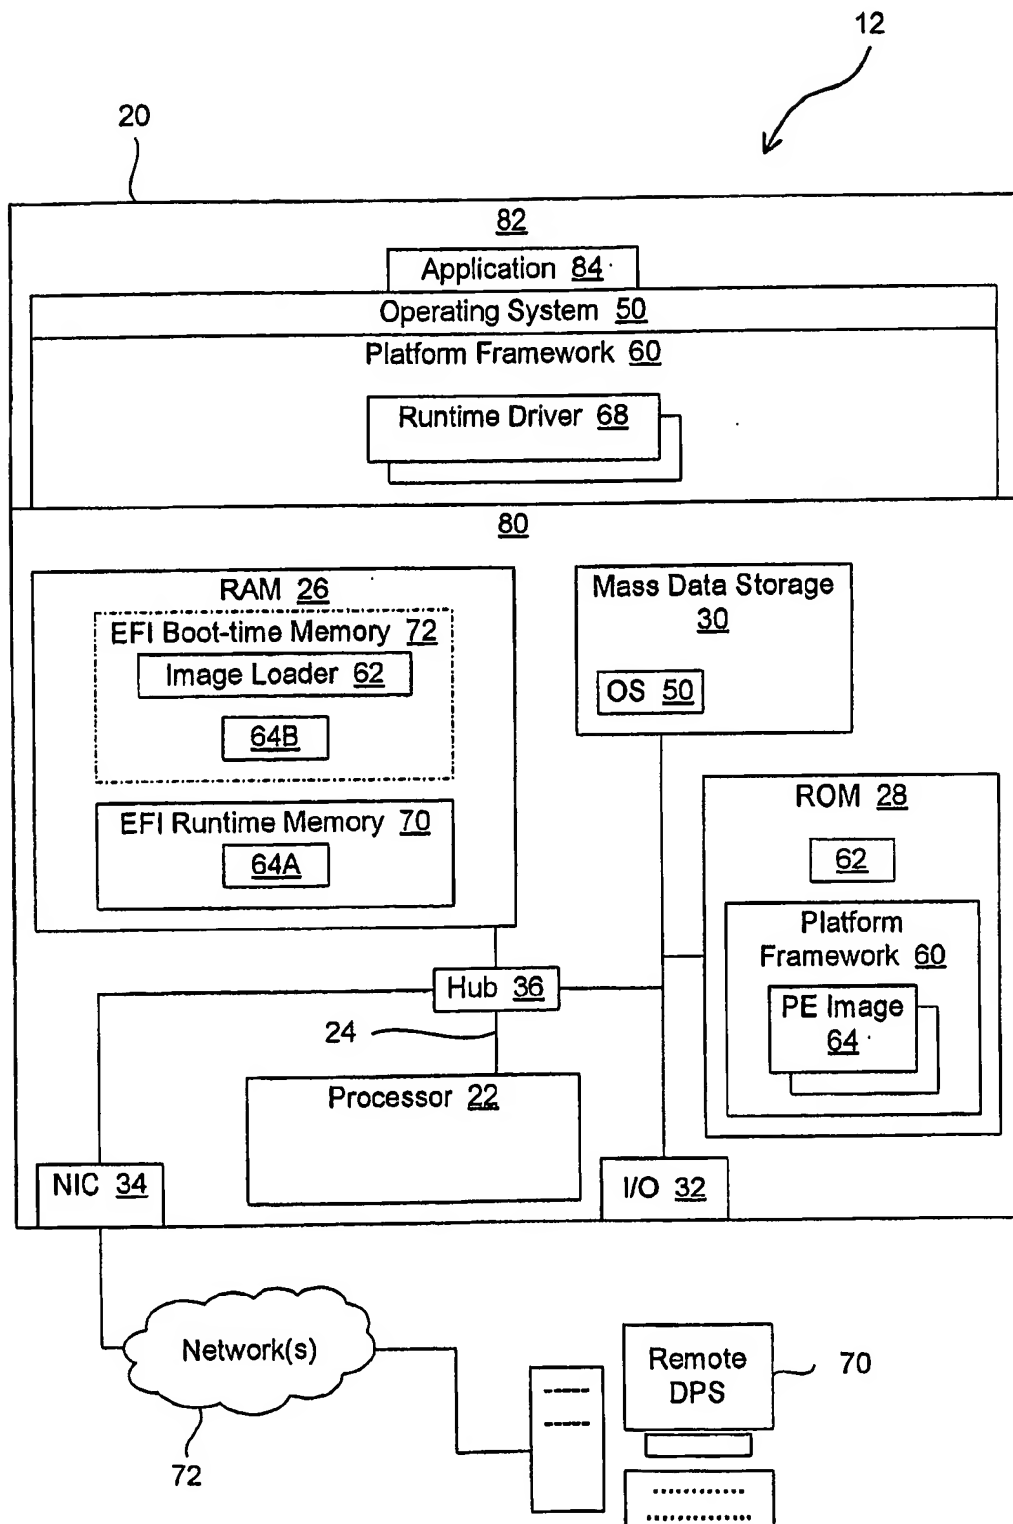 12
20
82
Application 84
Operating System 50
Platform Framework 60
Runtime Driver 68
80
RAM 26
EFI Boot-time Memory 72
Image Loader 62
64B
EFI Runtime Memory 70
64A
Mass Data Storage
30
OS 50
ROM 28
62
Platform
Framework 60
PE Image
64
Hub 36
24
Processor 22
NIC 34
I/O 32
Network(s)
72
Remote
DPS
70